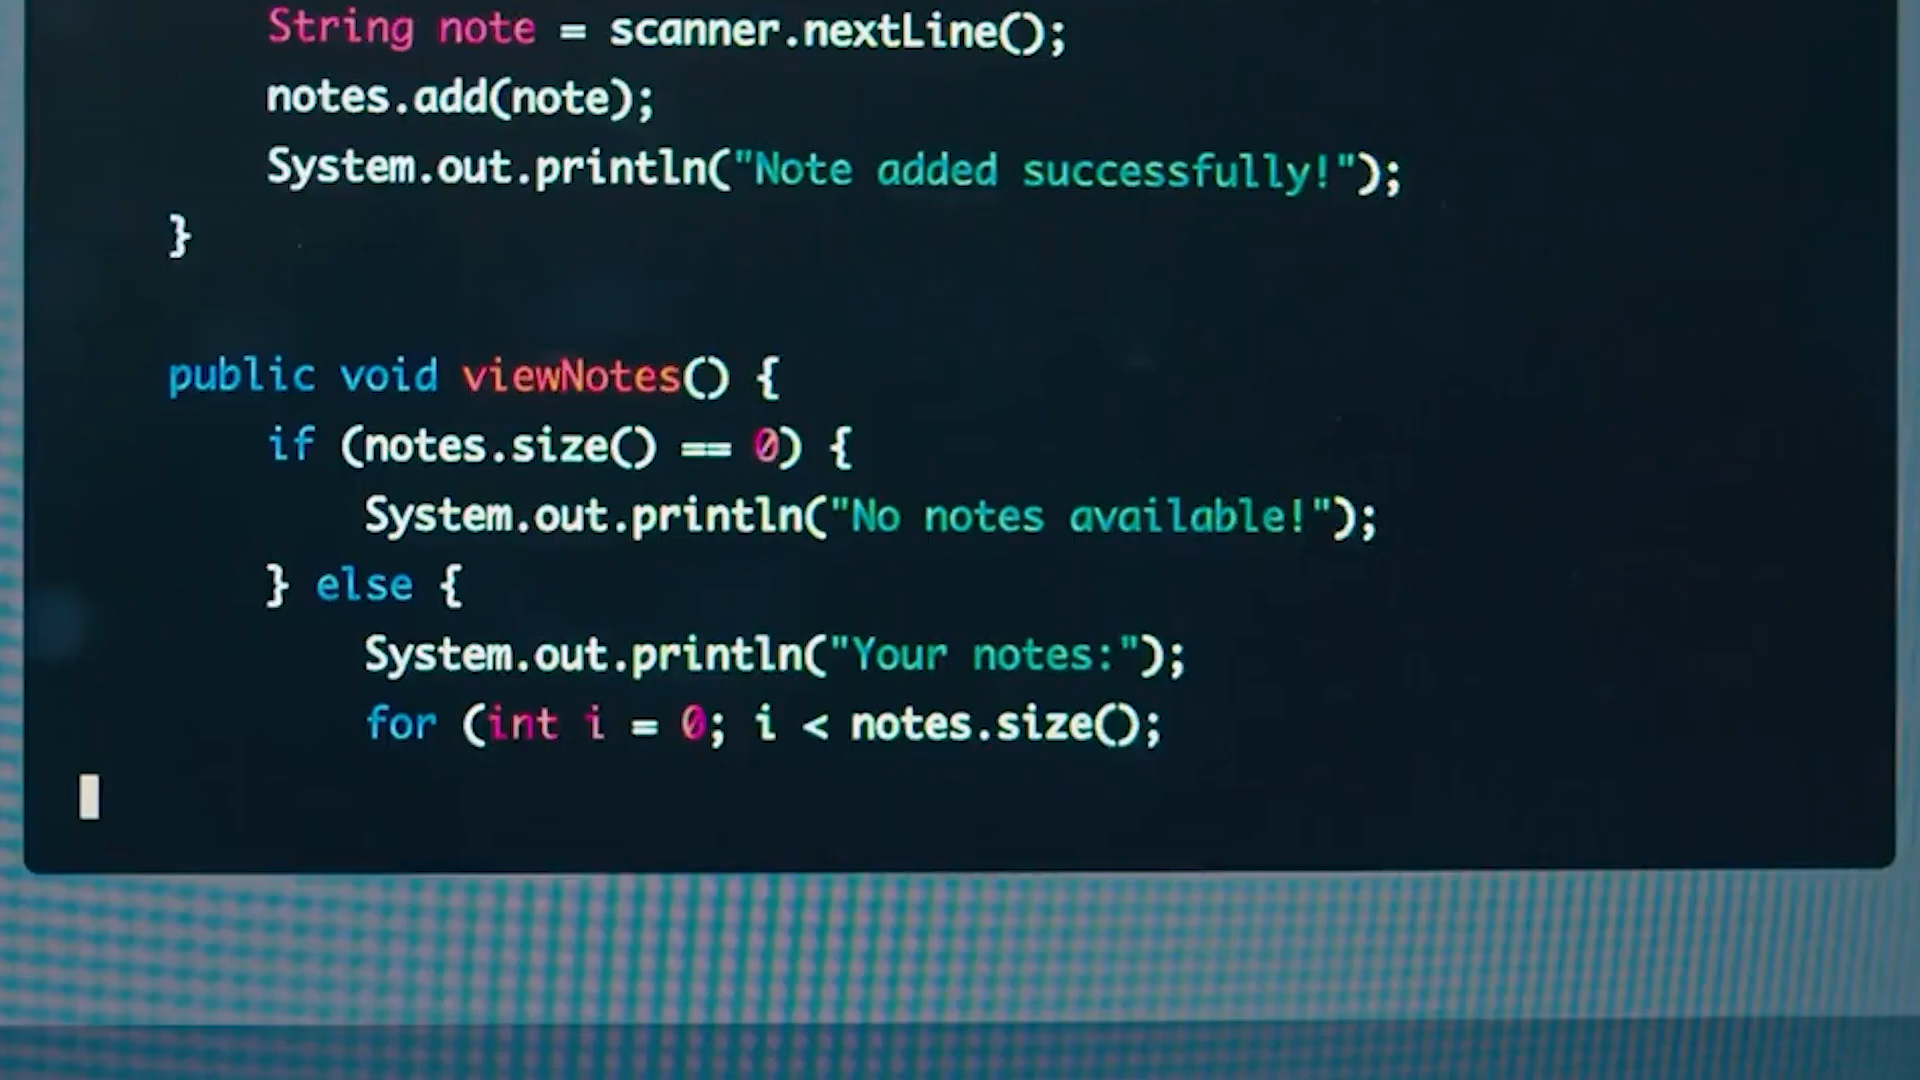 String note = scanner.nextLine();
notes.add(note);
System.out.println("Note added successfully!");
}
public void viewNotes() {
if (notes.size() == 0) {
System.out.println("No notes available!");
} else {
System.out.println("Your notes:");
for (int i = 0; i < notes.size();